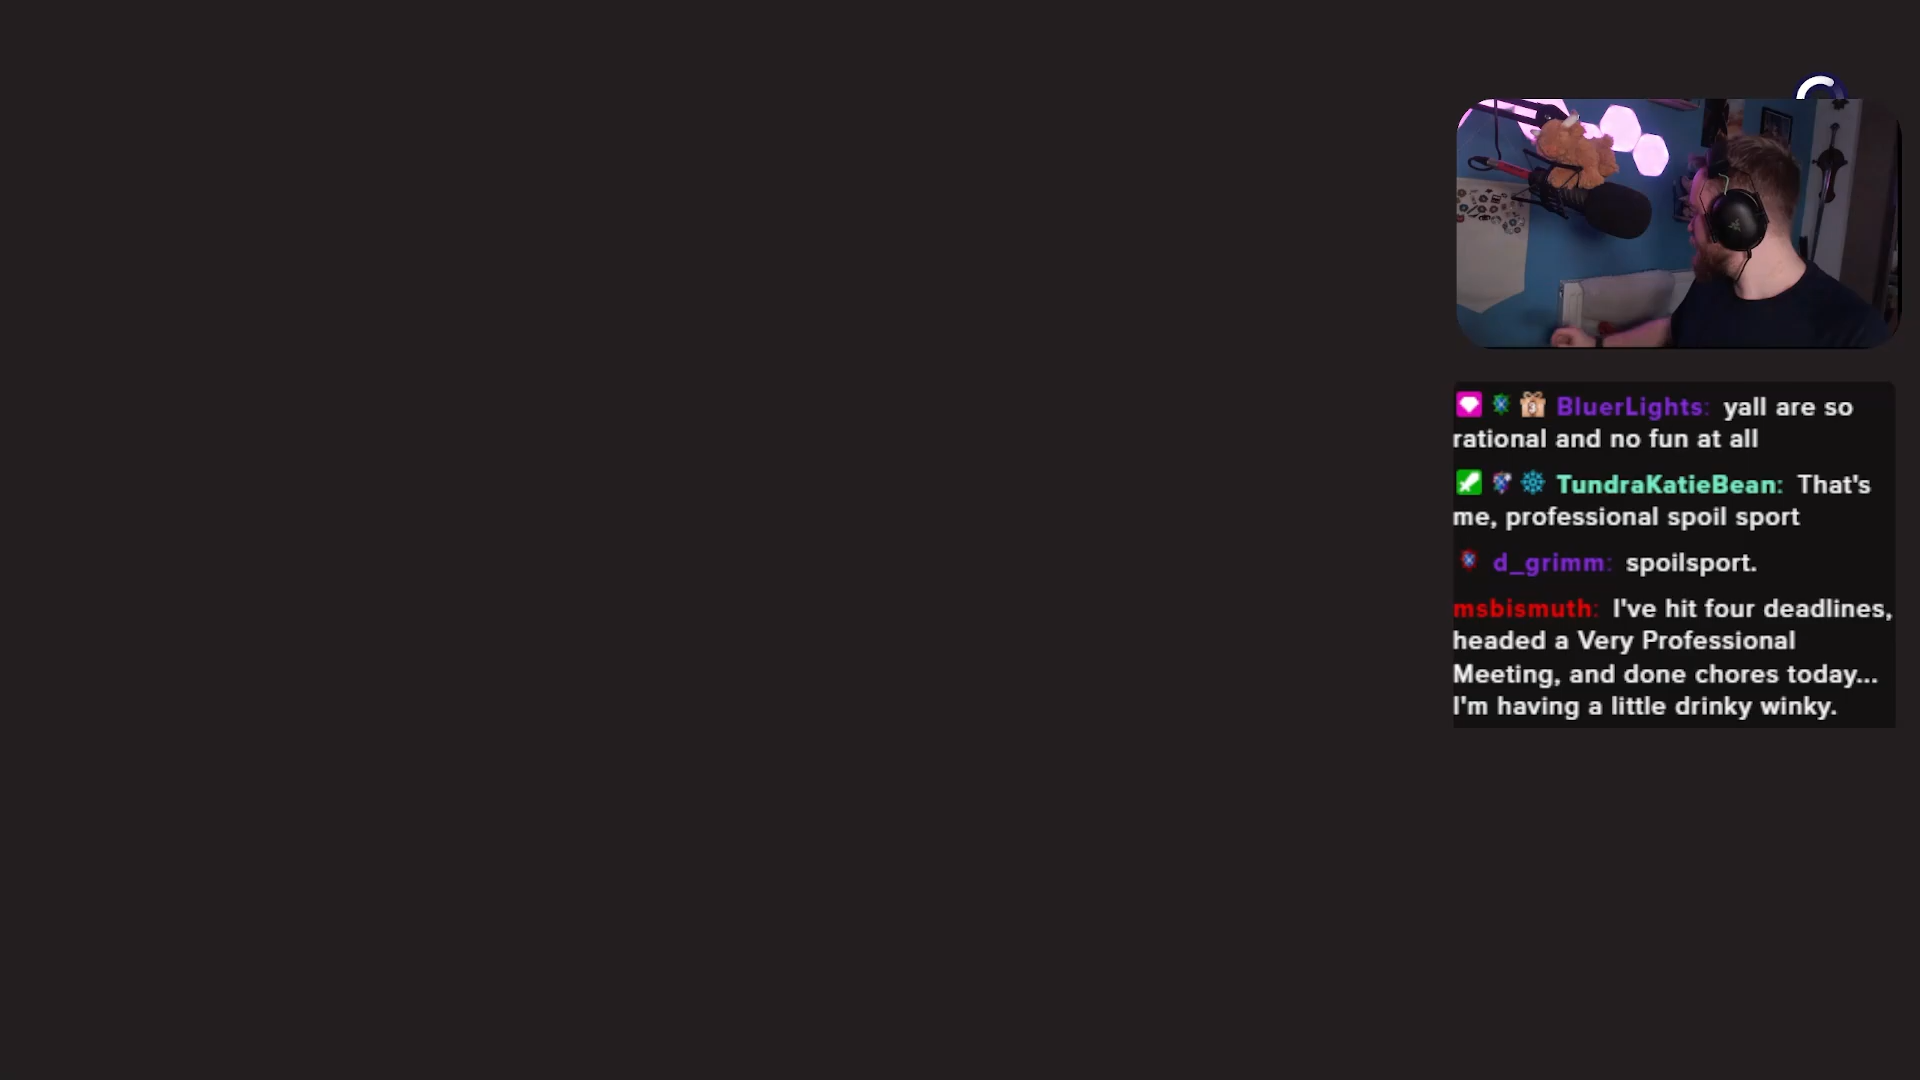 BluerLights: yall are so
rational and no fun at all
TundraKatieBean: That's
me, professional spoil sport
d_grimm: spoilsport.
msbismuth: I've hit four deadlines,
headed a Very Professional
Meeting, and done chores today...
I'm having a little drinky winky.